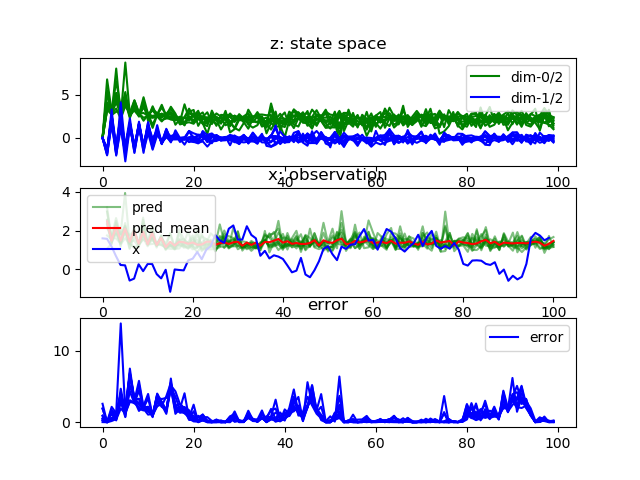 z: state space
5
0
dim-0/2
dim-1/2
0 20 40 60 80 100
x: observation
4
2
0
pred
pred_mean
x
0 20 40 60 80 100
error
10
0
error
0 20 40 60 80 100